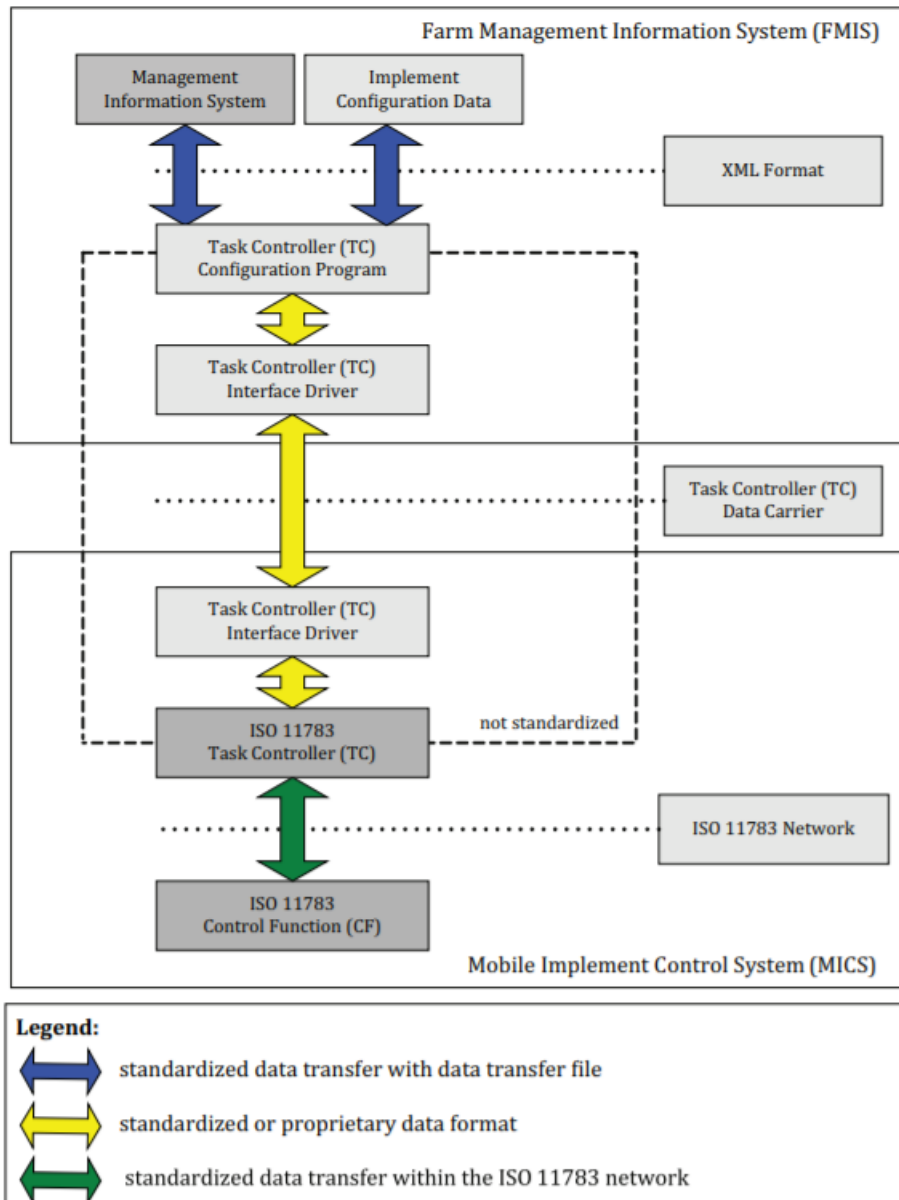 Farm Management Information System (FMIS)
Management
Information System
Implement
Configuration Data
XML Format
Task Controller (TC)
Configuration Program
Task Controller (TC)
Interface Driver
Task Controller (TC)
Data Carrier
Task Controller (TC)
Interface Driver
ISO 11783
Task Controller (TC)
not standardized
ISO 11783 Network
ISO 11783
Control Function (CF)
Mobile Implement Control System (MICS)
Legend:
standardized data transfer with data transfer file
standardized or proprietary data format
standardized data transfer within the ISO 11783 network